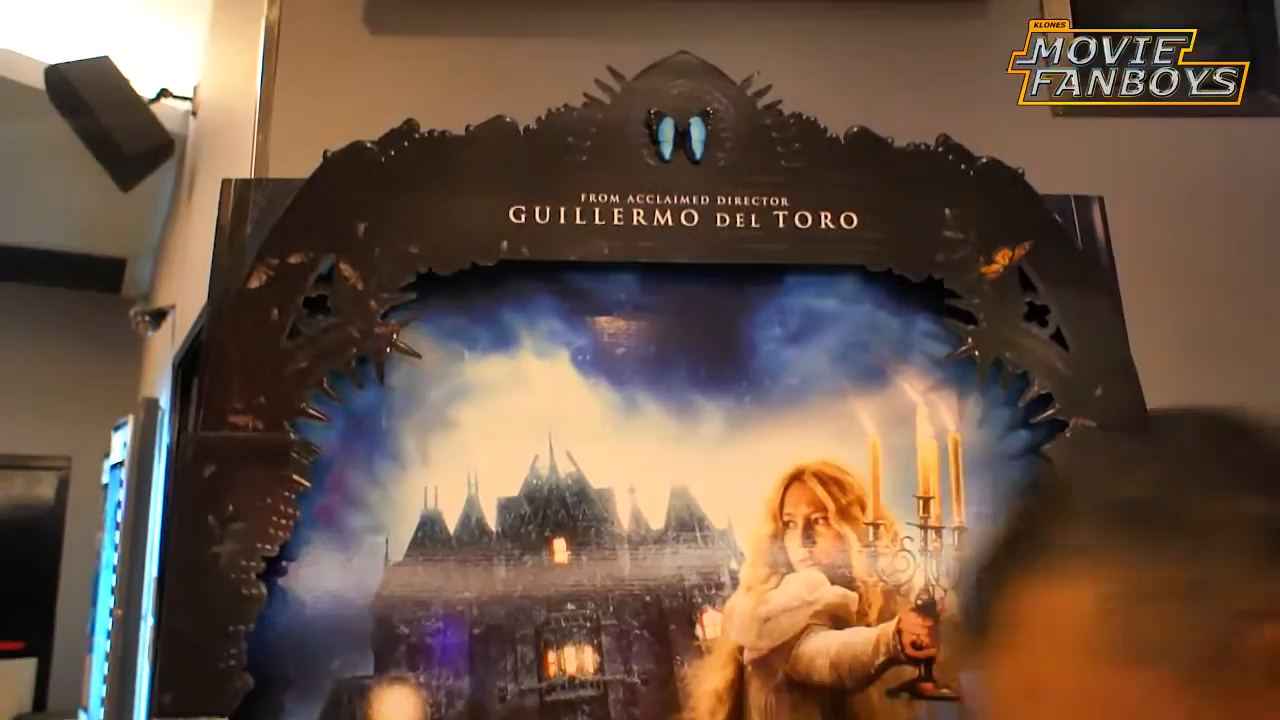 KLONES
MOVIE
FANBOYS
FROM ACCLAIMED DIRECTOR
GUILLERMO DEL TORO